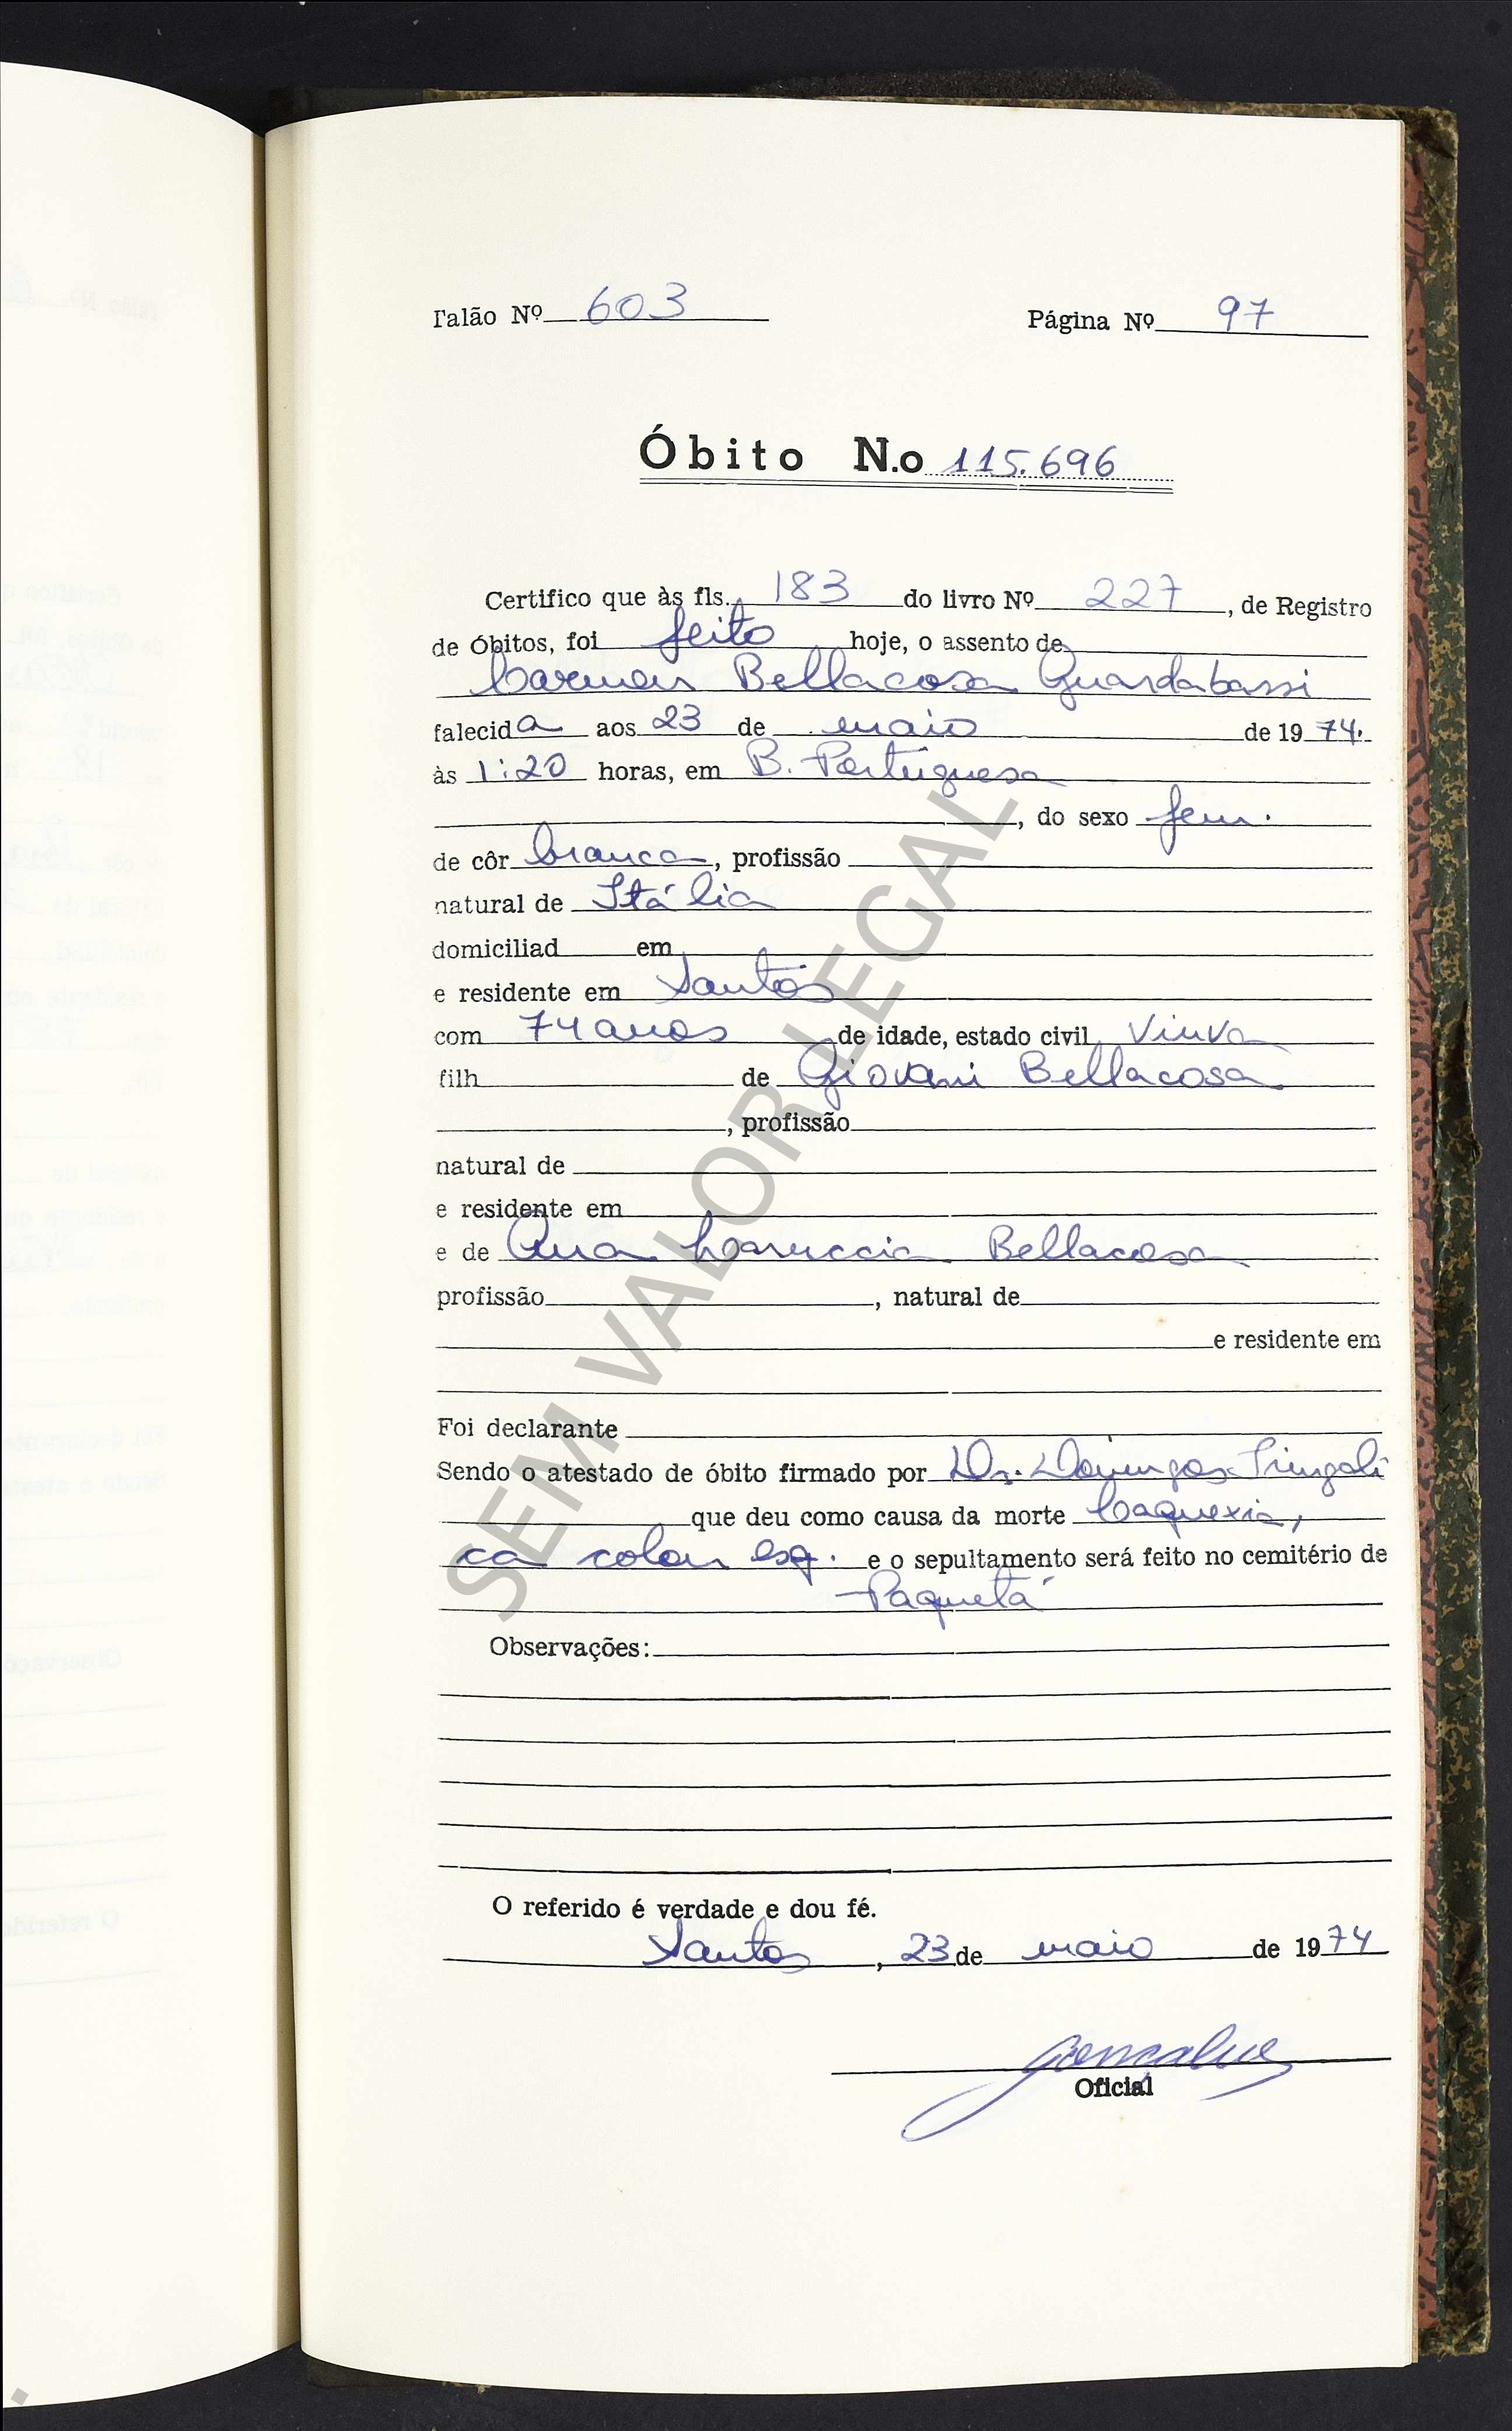 Talão Nº 603 Página Nº 97
Óbito N.o 115.696
Certifico que às fls. 183 do livro Nº 227, de Registro
de Óbitos, foi feito hoje, o assento de
Carmen Bellacosa Guardabassi
falecida aos 23 de maio de 1974.
às 1:20 horas, em B. Portuguesa
, do sexo fem.
de côr branca, profissão
natural de Itália
domiciliad em
e residente em Santos
com 74 anos de idade, estado civil Viuva
filh de Giovani Bellacosa
, profissão
natural de
e residente em
e de Ana Bellacosa
profissão , natural de
e residente em
Foi declarante
Sendo o atestado de óbito firmado por Dr. Domingos Tringali
que deu como causa da morte Caquexia,
ca colon esq. e o sepultamento será feito no cemitério de
Paquetá
Observações:
O referido é verdade e dou fé.
Santos, 23 de maio de 1974
Gonçalves
Oficial
SEM VALOR LEGAL